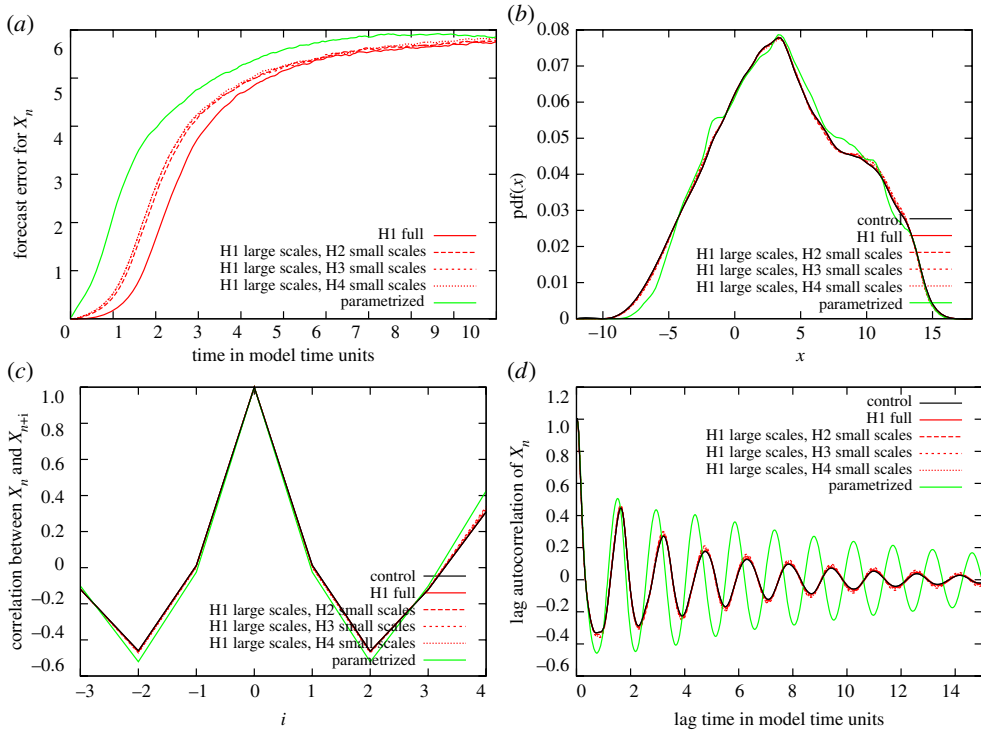 (a)
6
5
4
3
2
1
0
1
2
3
4
5
6
7
8
9
10
forecast error for Xn
time in model time units
H1 full
H1 large scales, H2 small scales
H1 large scales, H3 small scales
H1 large scales, H4 small scales
parametrized
(b)
0.08
0.07
0.06
0.05
0.04
0.03
0.02
0.01
0
−10
−5
0
5
10
15
pdf(x)
x
control
H1 full
H1 large scales, H2 small scales
H1 large scales, H3 small scales
H1 large scales, H4 small scales
parametrized
(c)
1.0
0.8
0.6
0.4
0.2
0
−0.2
−0.4
−0.6
−3
−2
−1
0
1
2
3
4
correlation between Xn and Xn+i
i
control
H1 full
H1 large scales, H2 small scales
H1 large scales, H3 small scales
H1 large scales, H4 small scales
parametrized
(d)
1.2
1.0
0.8
0.6
0.4
0.2
0
−0.2
−0.4
−0.6
0
2
4
6
8
10
12
14
lag autocorrelation of Xn
lag time in model time units
control
H1 full
H1 large scales, H2 small scales
H1 large scales, H3 small scales
H1 large scales, H4 small scales
parametrized